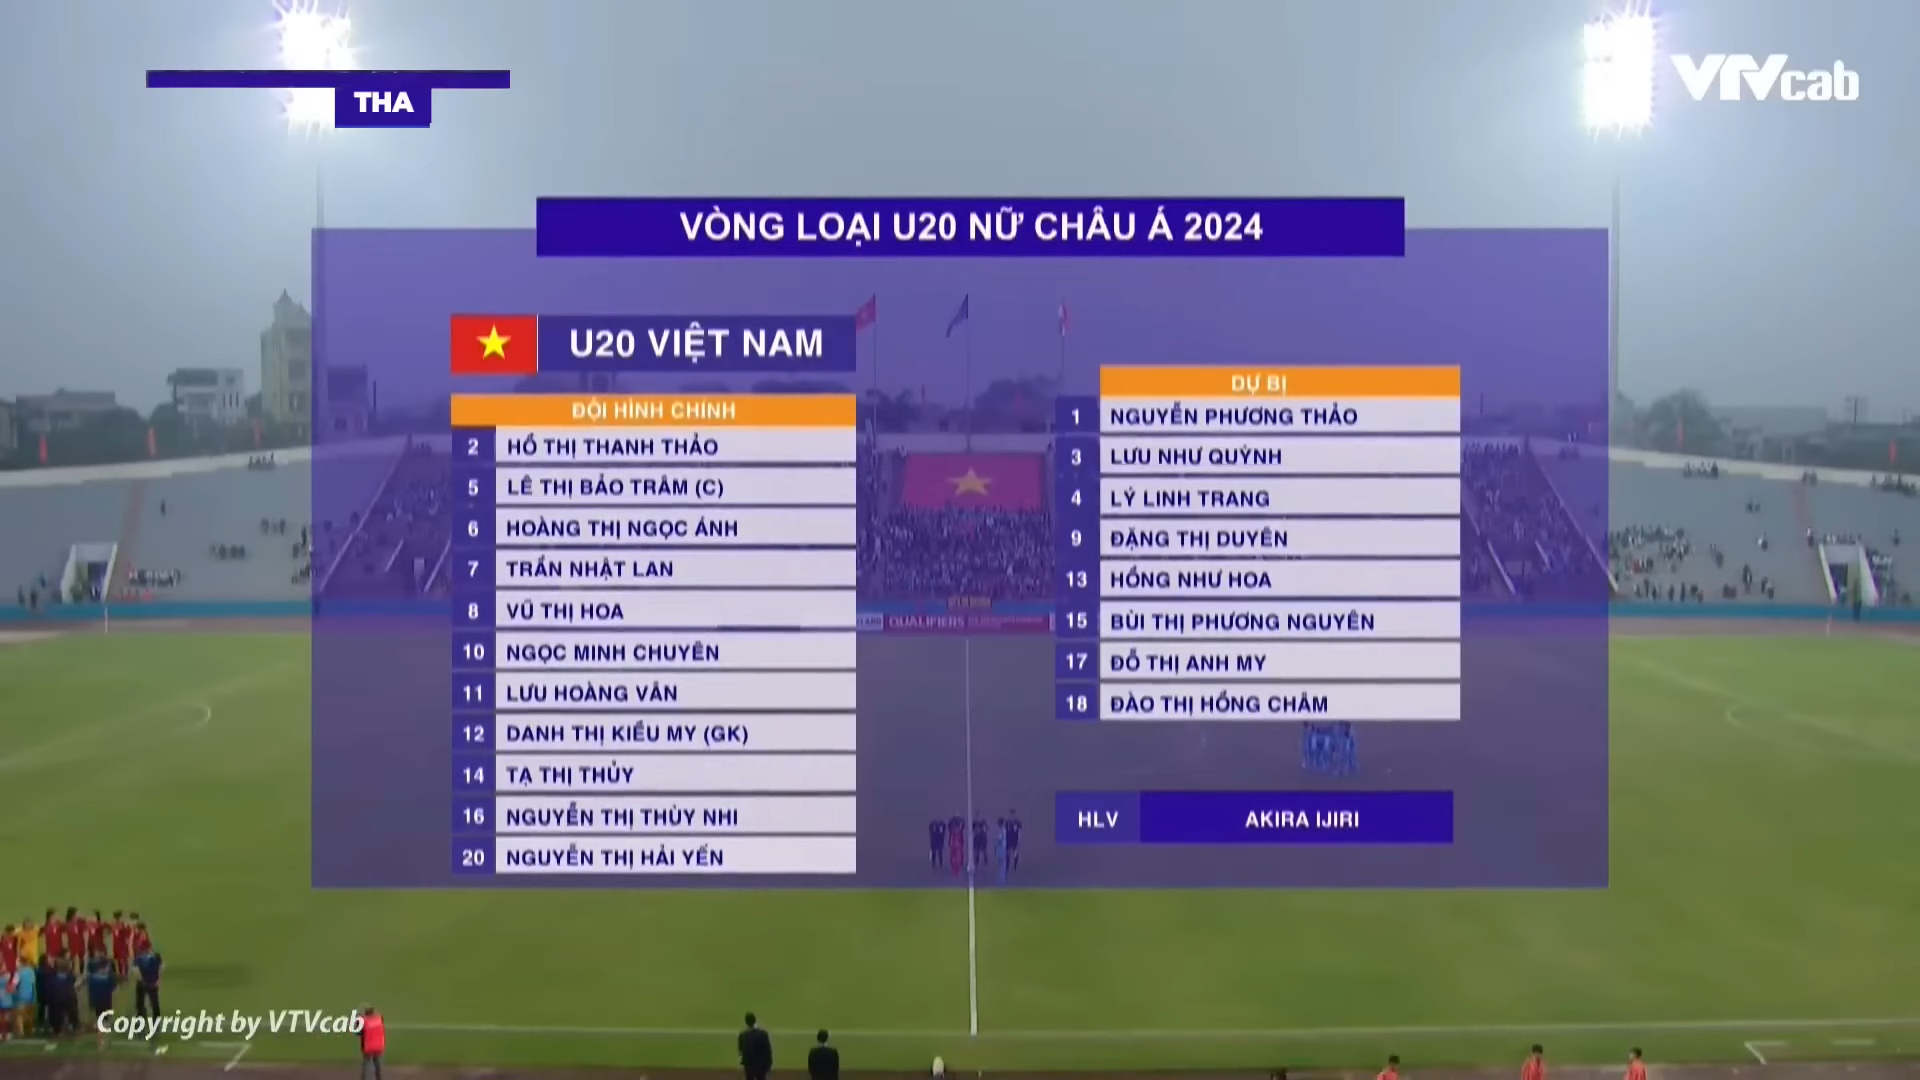 THA
VTVcab
VÒNG LOẠI U20 NỮ CHÂU Á 2024
U20 VIỆT NAM
ĐỘI HÌNH CHÍNH
2 HỒ THỊ THANH THẢO
5 LÊ THỊ BẢO TRÂM (C)
6 HOÀNG THỊ NGỌC ÁNH
7 TRẦN NHẬT LAN
8 VŨ THỊ HOA
10 NGỌC MINH CHUYÊN
11 LƯU HOÀNG VÂN
12 DANH THỊ KIỀU MY (GK)
14 TẠ THỊ THỦY
16 NGUYỄN THỊ THÙY NHI
20 NGUYỄN THỊ HẢI YẾN
DỰ BỊ
1 NGUYỄN PHƯƠNG THẢO
3 LƯU NHƯ QUỲNH
4 LÝ LINH TRANG
9 ĐẶNG THỊ DUYÊN
13 HỒNG NHƯ HOA
15 BÙI THỊ PHƯƠNG NGUYÊN
17 ĐỖ THỊ ANH MY
18 ĐÀO THỊ HỒNG CHÂM
HLV AKIRA IJIRI
QUALIFIERS
Copyright by VTVcab